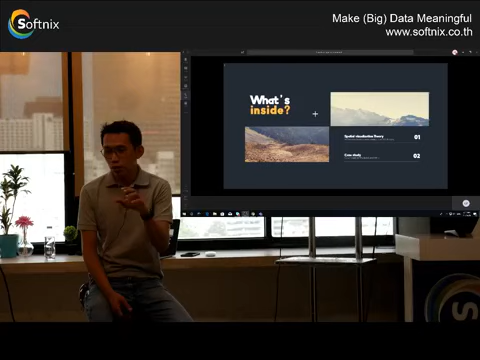 Softnix
Make (Big) Data Meaningful
www.softnix.co.th
What's
inside?
Spatial visualization Theory
01
Case study
02